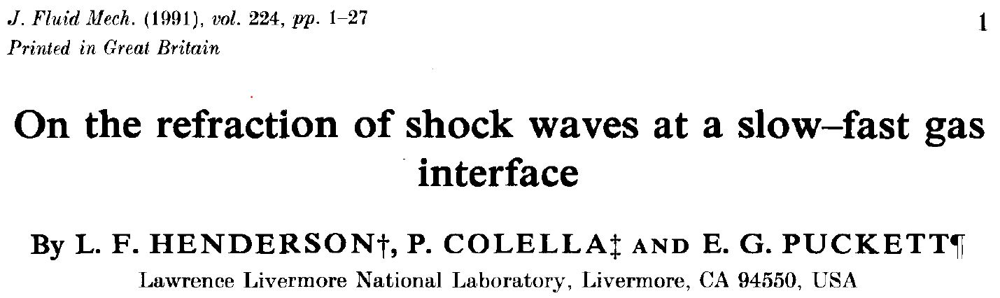 J. Fluid Mech. (1991), vol. 224, pp. 1–27 1
Printed in Great Britain
On the refraction of shock waves at a slow–fast gas
interface
By L. F. HENDERSON†, P. COLELLA‡ AND E. G. PUCKETT¶
Lawrence Livermore National Laboratory, Livermore, CA 94550, USA